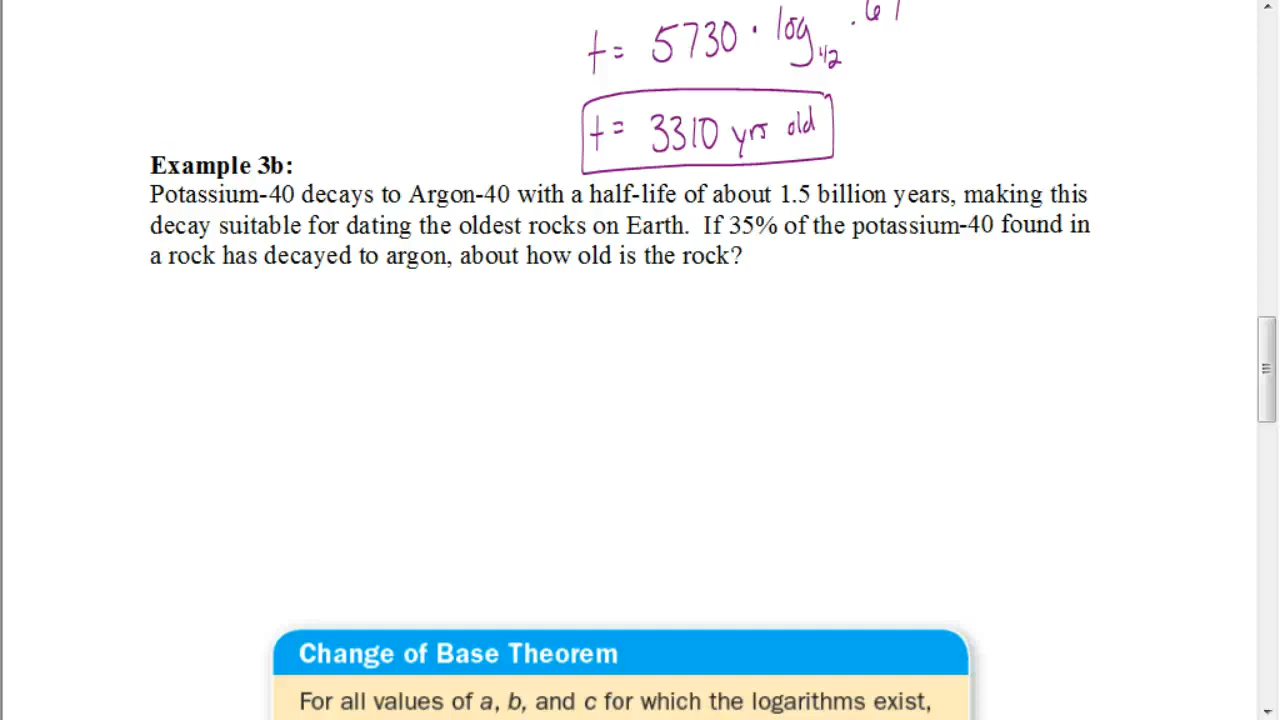 t = 5730 · log 1/2 .67
t = 3310 yrs old
Example 3b:
Potassium-40 decays to Argon-40 with a half-life of about 1.5 billion years, making this
decay suitable for dating the oldest rocks on Earth. If 35% of the potassium-40 found in
a rock has decayed to argon, about how old is the rock?
Change of Base Theorem
For all values of a, b, and c for which the logarithms exist,